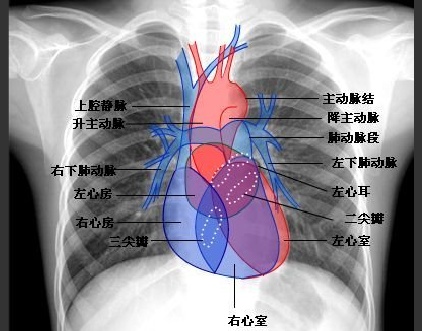 上腔静脉
升主动脉
右下肺动脉
左心房
右心房
三尖瓣
主动脉结
降主动脉
肺动脉段
左下肺动脉
左心耳
二尖瓣
左心室
右心室